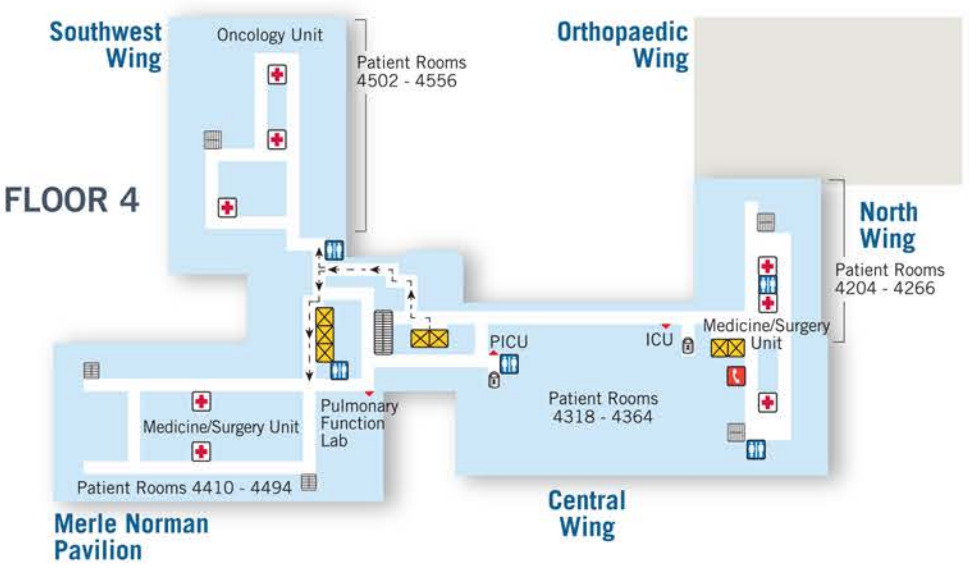 Southwest
Wing
Oncology Unit
Patient Rooms
4502 - 4556
Orthopaedic
Wing
FLOOR 4
North
Wing
Patient Rooms
4204 - 4266
Medicine/Surgery
Unit
ICU
PICU
Patient Rooms
4318 - 4364
Pulmonary
Function
Lab
Medicine/Surgery Unit
Patient Rooms 4410 - 4494
Central
Wing
Merle Norman
Pavilion